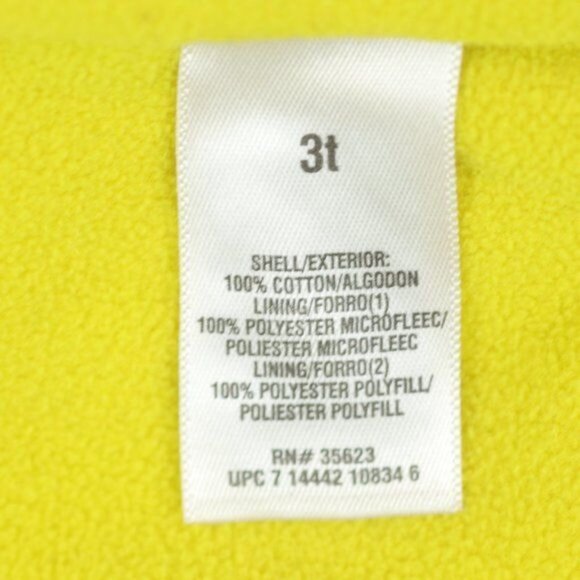 3t
SHELL/EXTERIOR:
100% COTTON/ALGODON
LINING/FORRO(1)
100% POLYESTER MICROFLEEC/
POLIESTER MICROFLEEC
LINING/FORRO(2)
100% POLYESTER POLYFILL/
POLIESTER POLYFILL
RN# 35623
UPC 7 14442 10834 6